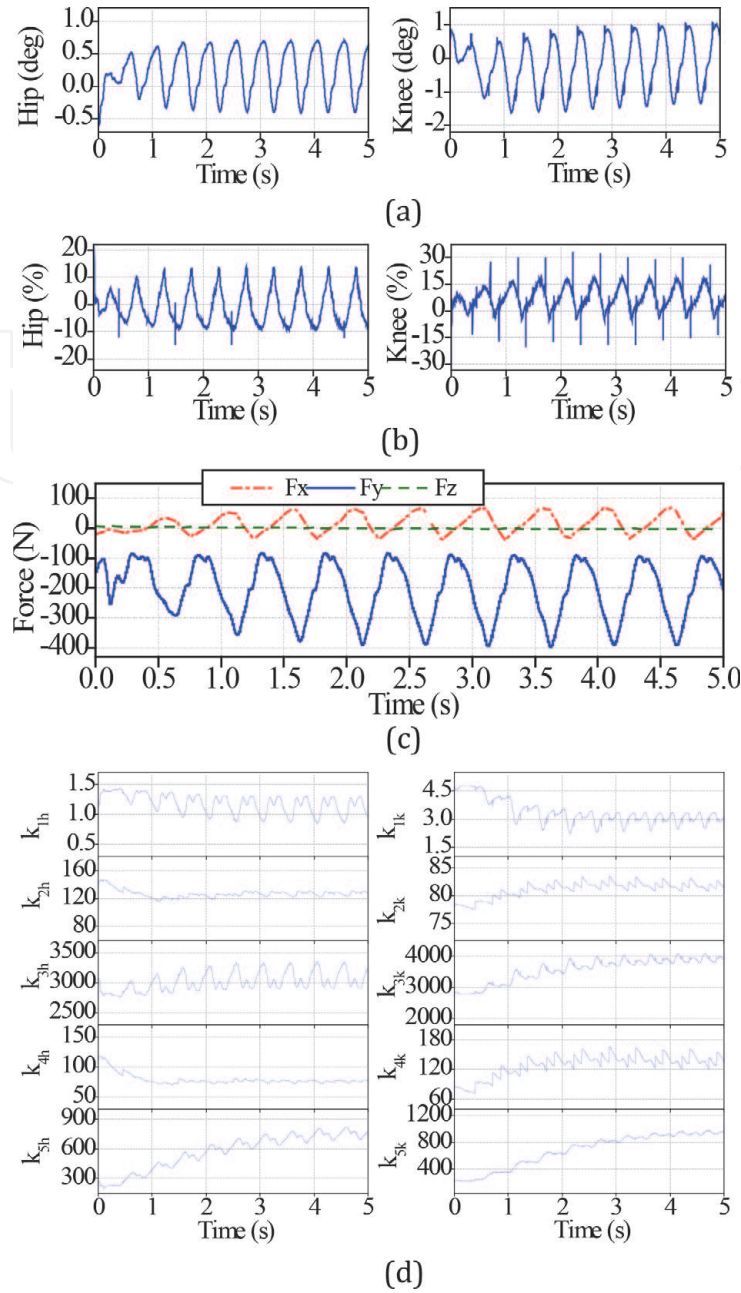 Hip (deg)
1.0
0.5
0.0
-0.5
0 1 2 3 4 5
Time (s)
Knee (deg)
1
0
-1
-2
0 1 2 3 4 5
Time (s)
(a)
Hip (%)
20
10
0
-10
-20
0 1 2 3 4 5
Time (s)
Knee (%)
30
15
0
-15
-30
0 1 2 3 4 5
Time (s)
(b)
Fx Fy Fz
Force (N)
100
0
-100
-200
-300
-400
0.0 0.5 1.0 1.5 2.0 2.5 3.0 3.5 4.0 4.5 5.0
Time (s)
(c)
k1h
1.5
1.0
0.5
k2h
160
120
80
k3h
3500
3000
2500
k4h
150
100
50
k5h
900
600
300
0 1 2 3 4 5
Time (s)
k1k
4.5
3.0
1.5
k2k
85
80
75
k3k
4000
3000
2000
k4k
180
120
60
k5k
1200
800
400
0 1 2 3 4 5
Time (s)
(d)